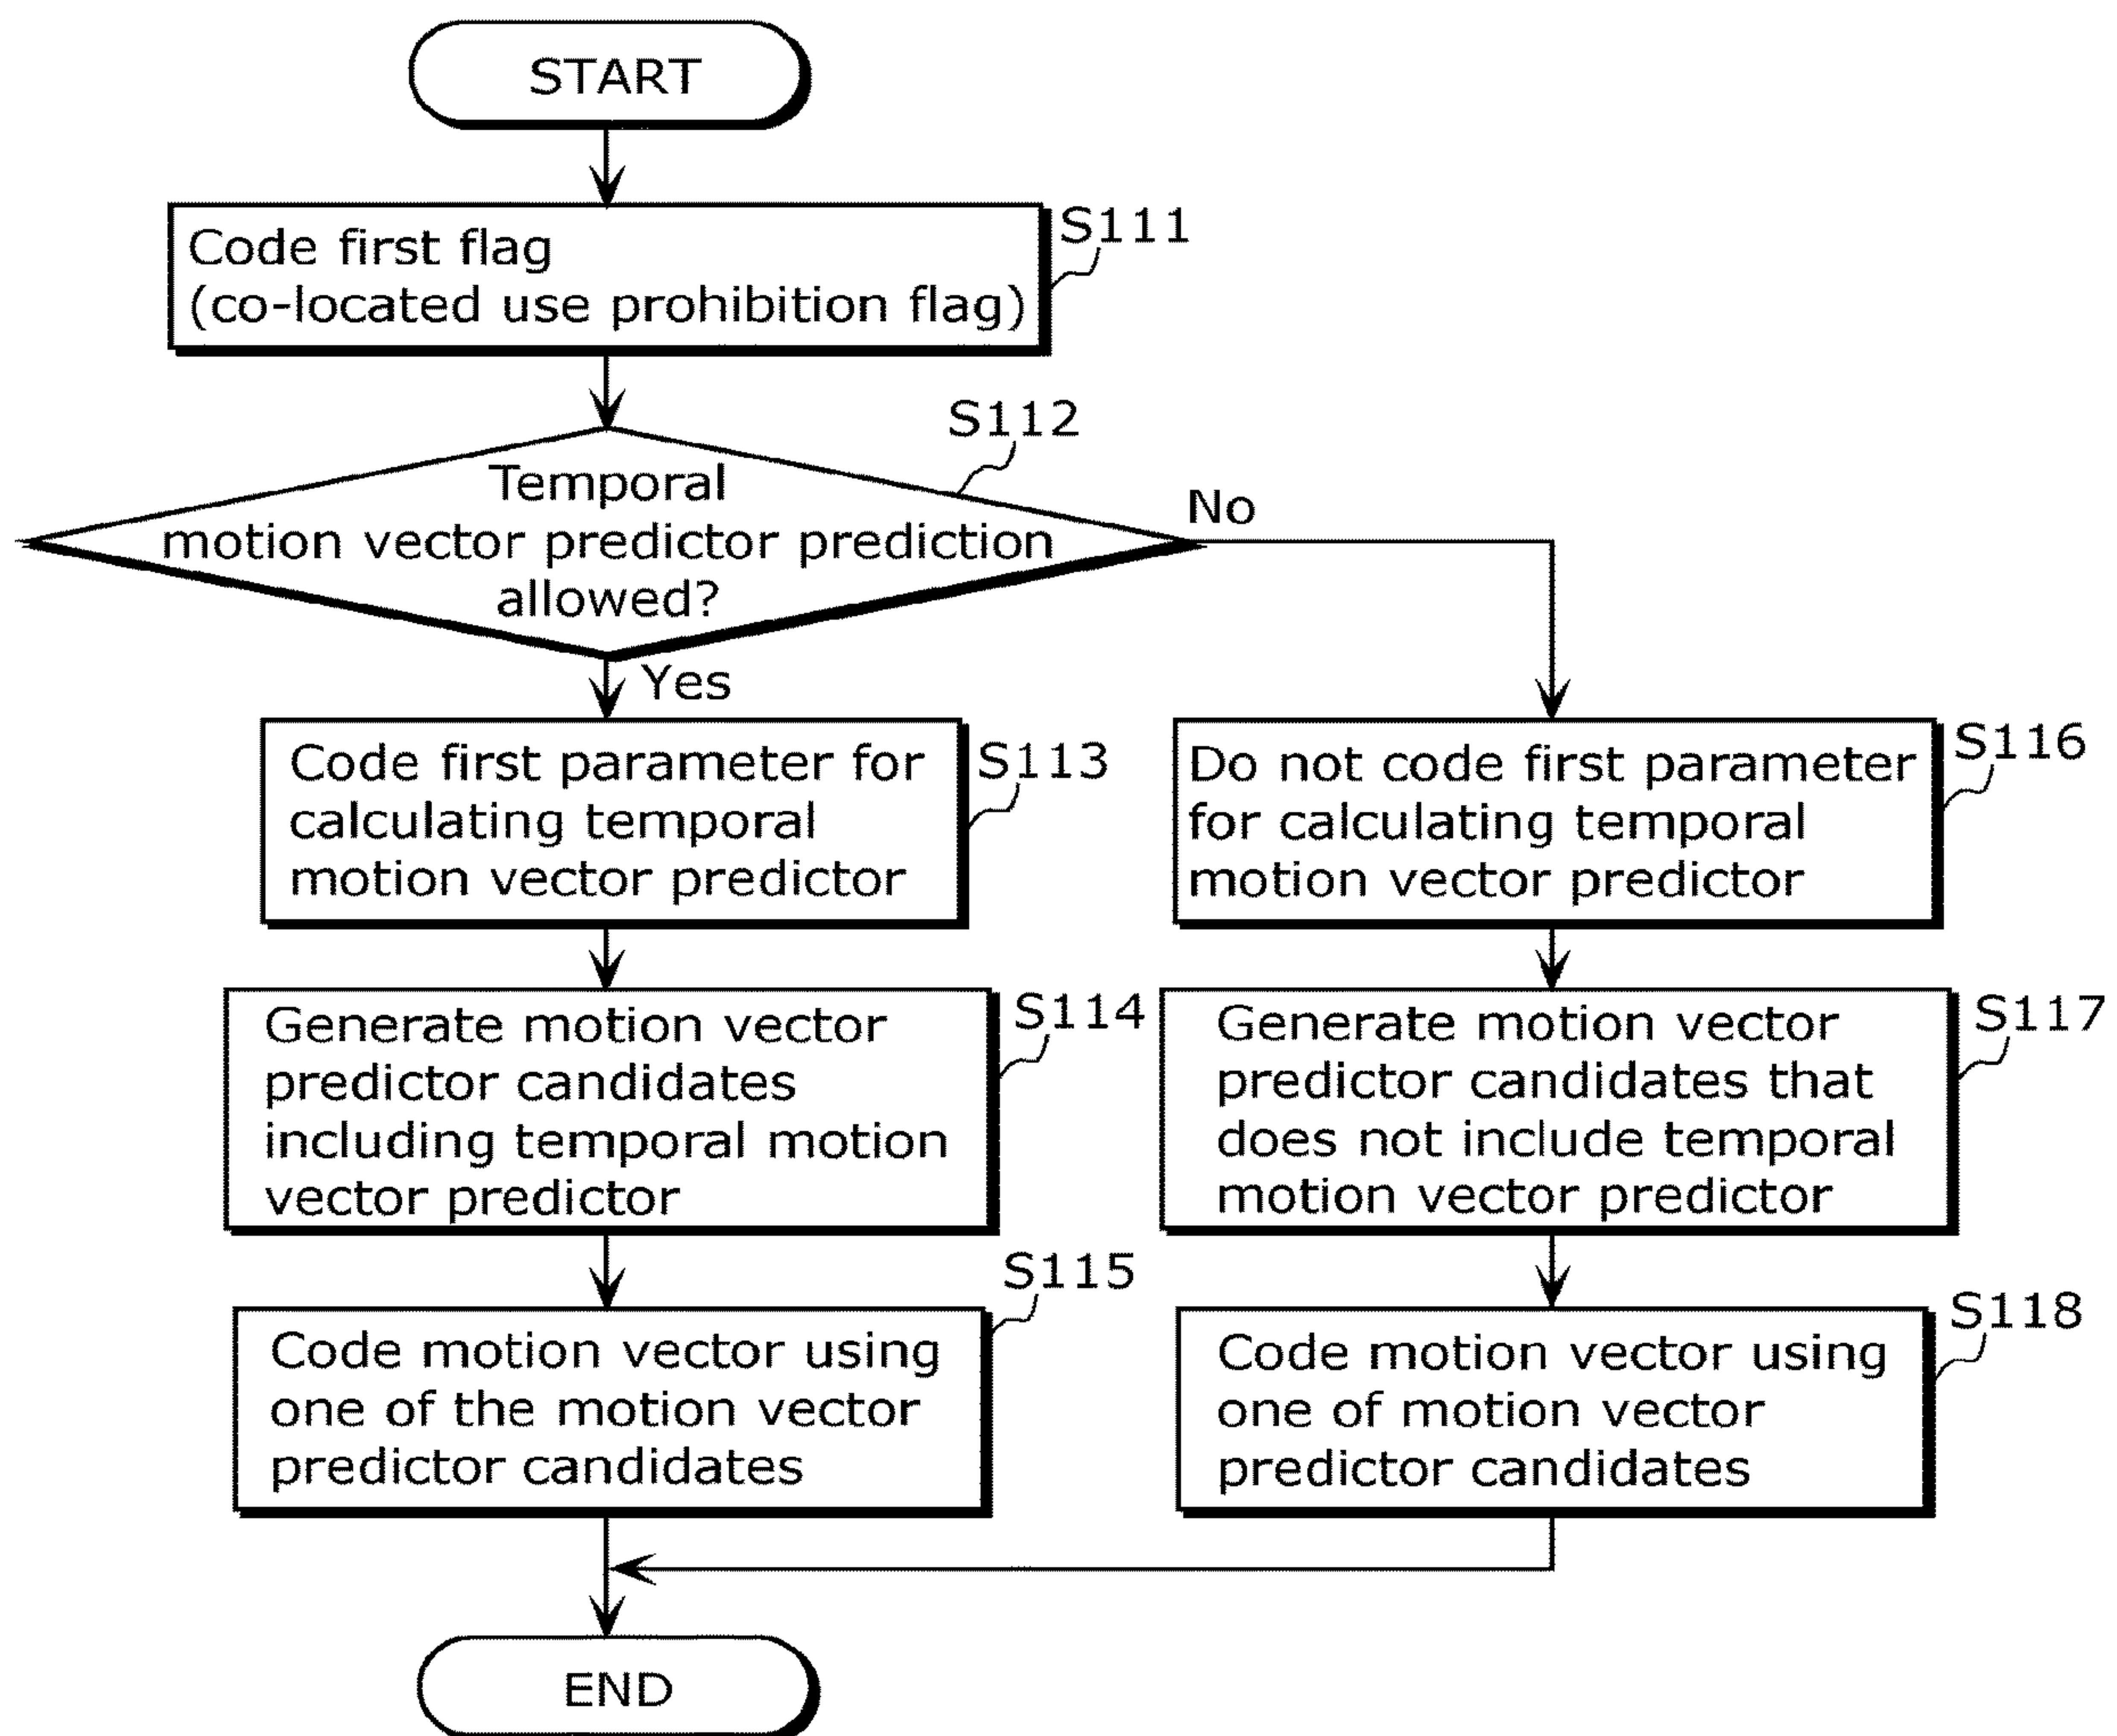 START
Code first flag
(co-located use prohibition flag)
S111
S112
Temporal
motion vector predictor prediction
allowed?
No
Yes
Code first parameter for
calculating temporal
motion vector predictor
S113
Generate motion vector
predictor candidates
including temporal motion
vector predictor
S114
Code motion vector using
one of the motion vector
predictor candidates
S115
Do not code first parameter
for calculating temporal
motion vector predictor
S116
Generate motion vector
predictor candidates that
does not include temporal
motion vector predictor
S117
Code motion vector using
one of motion vector
predictor candidates
S118
END